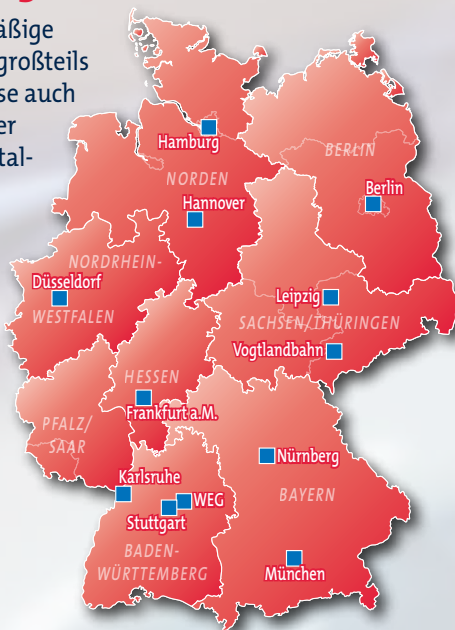 äßige
großteils
se auch
er
tal-
Hamburg
NORDEN
BERLIN
Hannover
Berlin
NORDRHEIN-
WESTFALEN
Düsseldorf
Leipzig
SACHSEN/THÜRINGEN
Vogtlandbahn
HESSEN
Frankfurt a.M.
PFALZ/
SAAR
Karlsruhe
Nürnberg
WEG
Stuttgart
BAYERN
BADEN-
WÜRTTEMBERG
München